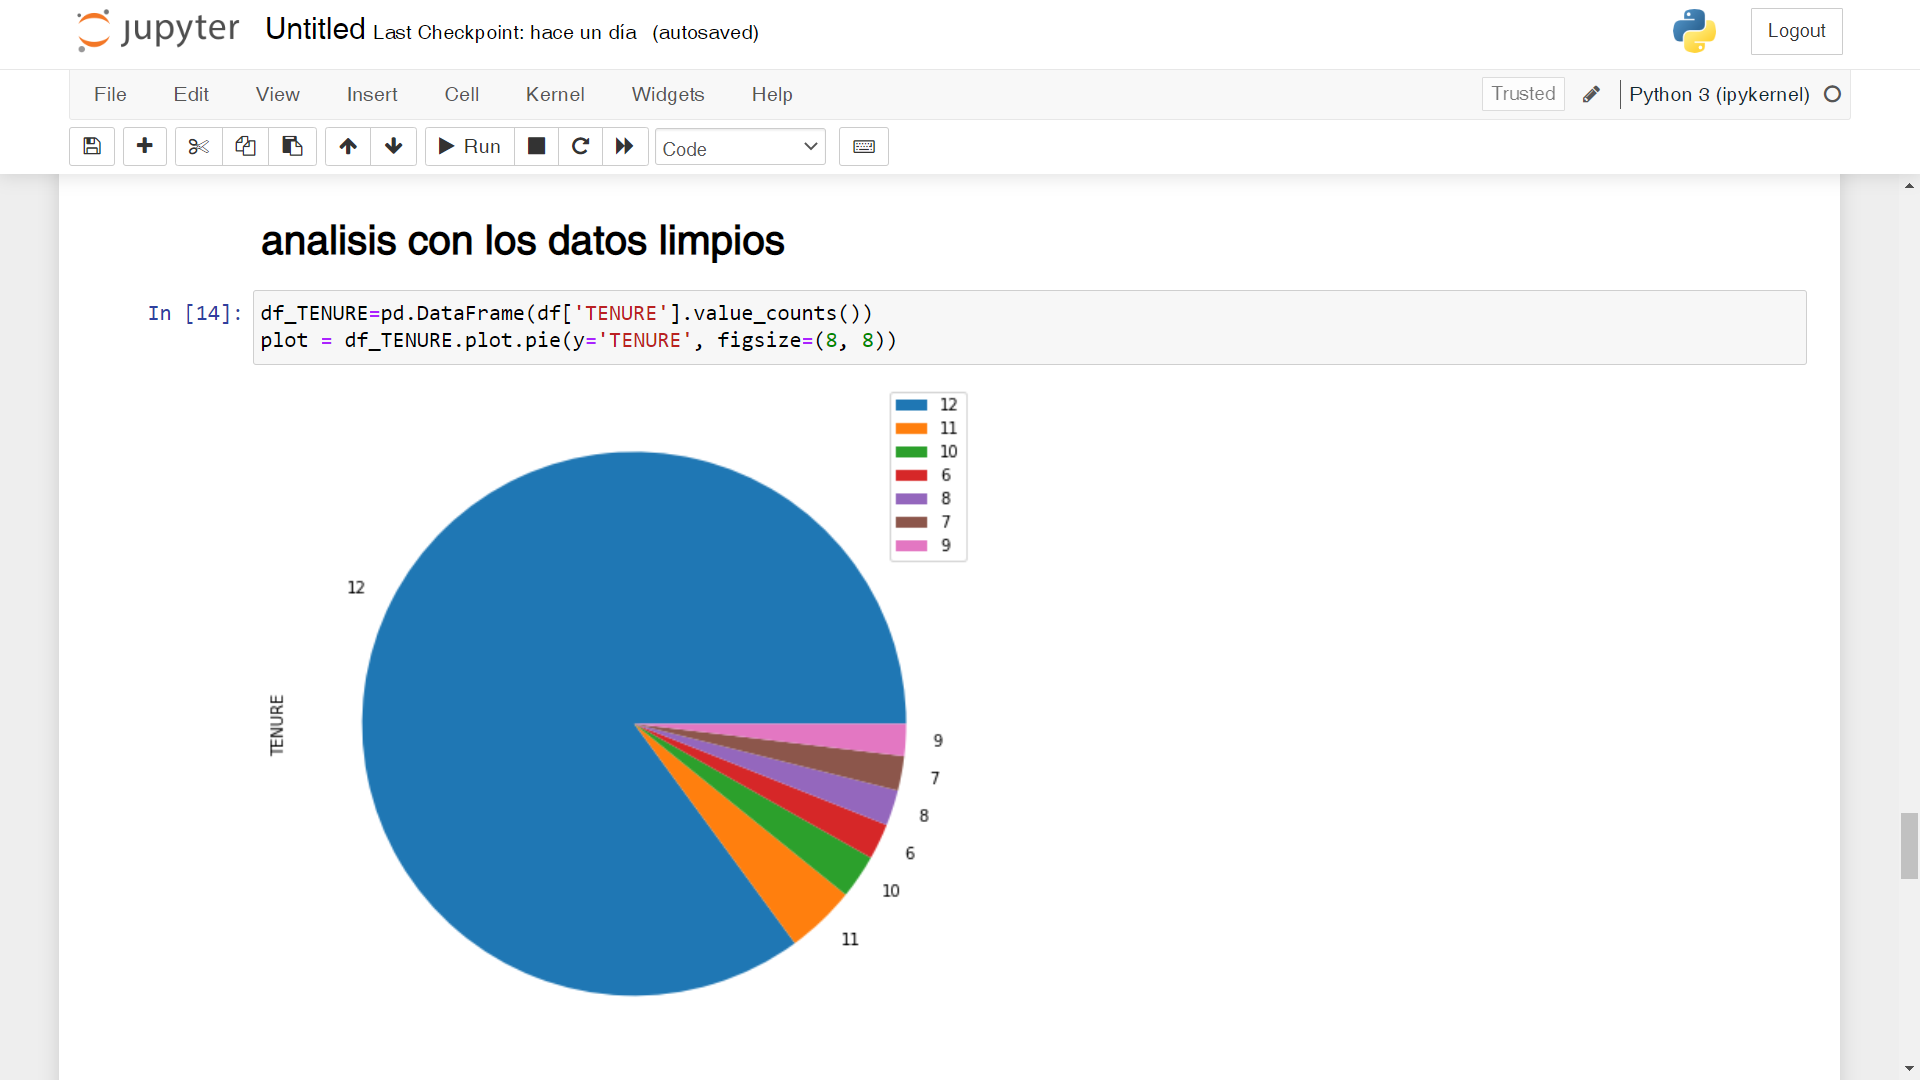 jupyter Untitled Last Checkpoint: hace un día (autosaved) Logout
File Edit View Insert Cell Kernel Widgets Help Trusted Python 3 (ipykernel)
Run Code
analisis con los datos limpios
In [14]: df_TENURE=pd.DataFrame(df['TENURE'].value_counts())
plot = df_TENURE.plot.pie(y='TENURE', figsize=(8, 8))
12
11
10
6
8
7
9
12
TENURE
9
7
8
6
10
11